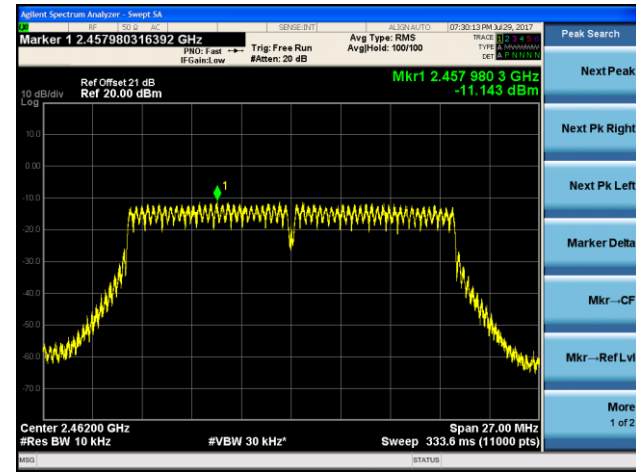 Agilent Spectrum Analyzer - Swept SA
RF 50 Ω AC SENSE:INT ALIGN AUTO 07:30:13 PM Jul 29, 2017
Marker 1 2.457980316392 GHz
PNO: Fast
IFGain:Low
Trig: Free Run
#Atten: 20 dB
Avg Type: RMS
Avg|Hold: 100/100
TRACE 1 2 3 4 5 6
TYPE A MWWWWW
DET A P N N N N
Peak Search
Ref Offset 21 dB
Ref 20.00 dBm
10 dB/div
Log
Mkr1 2.457 980 3 GHz
-11.143 dBm
10.0
0.00
-10.0
-20.0
-30.0
-40.0
-50.0
-60.0
-70.0
1
Center 2.46200 GHz
Span 27.00 MHz
#Res BW 10 kHz
#VBW 30 kHz*
Sweep 333.6 ms (11000 pts)
MSG
STATUS
Next Peak
Next Pk Right
Next Pk Left
Marker Delta
Mkr→CF
Mkr→Ref Lvl
More
1 of 2